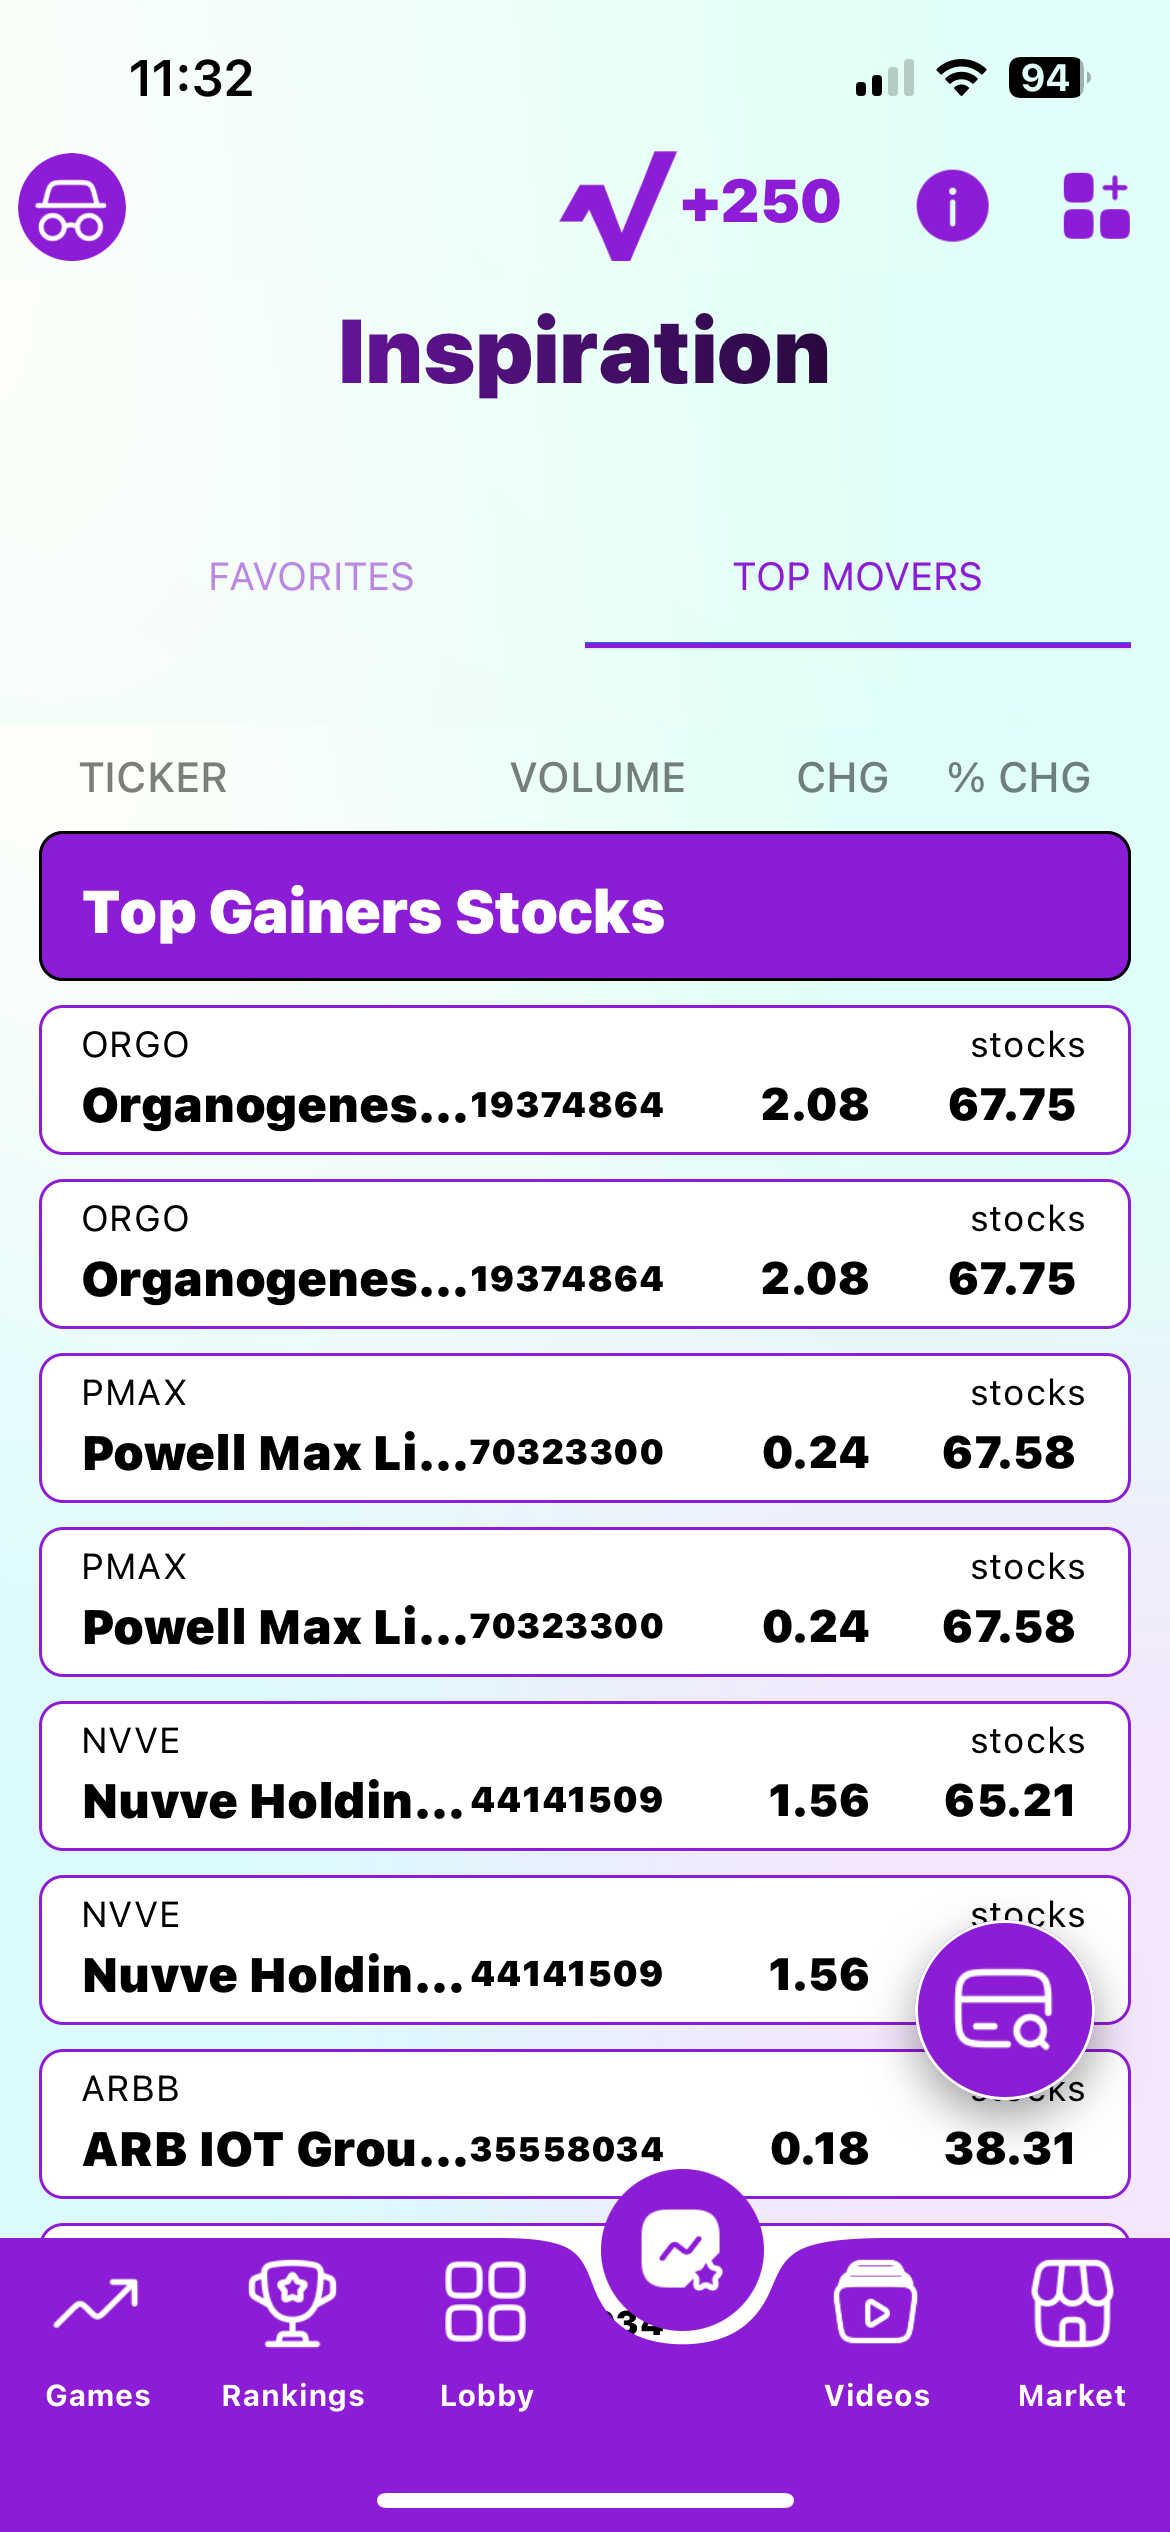 11:32
94
+250
Inspiration
FAVORITES TOP MOVERS
TICKER VOLUME CHG % CHG
Top Gainers Stocks
ORGO stocks
Organogenes... 19374864 2.08 67.75
ORGO stocks
Organogenes... 19374864 2.08 67.75
PMAX stocks
Powell Max Li... 70323300 0.24 67.58
PMAX stocks
Powell Max Li... 70323300 0.24 67.58
NVVE stocks
Nuvve Holdin... 44141509 1.56 65.21
NVVE stocks
Nuvve Holdin... 44141509 1.56
ARBB
ARB IOT Grou... 35558034 0.18 38.31
Games Rankings Lobby Videos Market